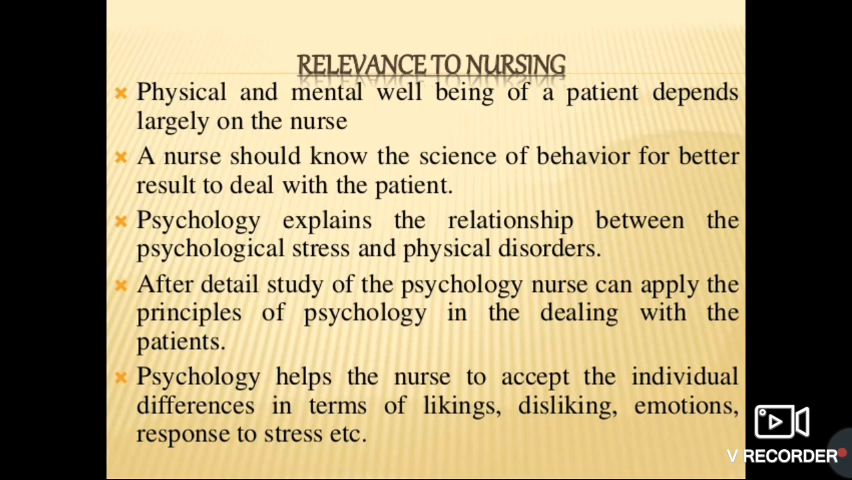 RELEVANCE TO NURSING
Physical and mental well being of a patient depends
largely on the nurse
A nurse should know the science of behavior for better
result to deal with the patient.
Psychology explains the relationship between the
psychological stress and physical disorders.
After detail study of the psychology nurse can apply the
principles of psychology in the dealing with the
patients.
Psychology helps the nurse to accept the individual
differences in terms of likings, disliking, emotions,
response to stress etc.
V RECORDER